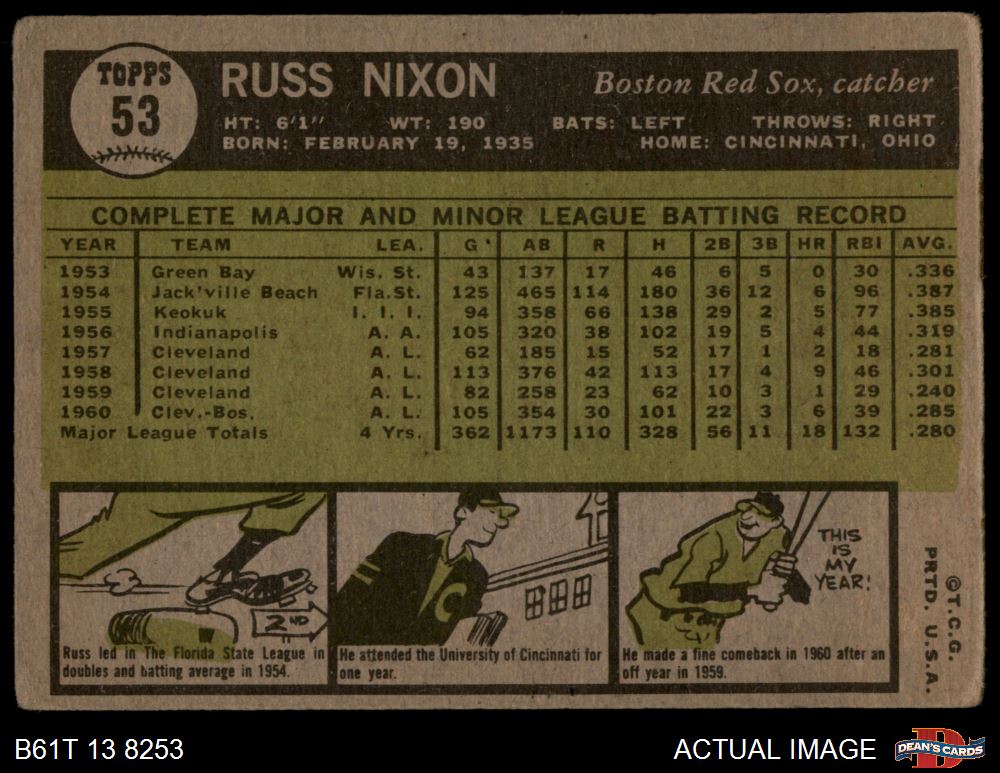 TOPPS
53
RUSS NIXON
Boston Red Sox, catcher
HT: 6'1" WT: 190 BATS: LEFT THROWS: RIGHT
BORN: FEBRUARY 19, 1935 HOME: CINCINNATI, OHIO
COMPLETE MAJOR AND MINOR LEAGUE BATTING RECORD
YEAR TEAM LEA. G AB R H 2B 3B HR RBI AVG.
1953 Green Bay Wis. St. 43 137 17 46 6 5 0 30 .336
1954 Jack'ville Beach Fla.St. 125 465 114 180 36 12 6 96 .387
1955 Keokuk I. I. I. 94 358 66 138 29 2 5 77 .385
1956 Indianapolis A. A. 105 320 38 102 19 5 4 44 .319
1957 Cleveland A. L. 62 185 15 52 17 1 2 18 .281
1958 Cleveland A. L. 113 376 42 113 17 4 9 46 .301
1959 Cleveland A. L. 82 258 23 62 10 3 1 29 .240
1960 Clev.-Bos. A. L. 105 354 30 101 22 3 6 39 .285
Major League Totals 4 Yrs. 362 1173 110 328 56 11 18 132 .280
2ND
Russ led in The Florida State League in
doubles and batting average in 1954.
C
He attended the University of Cincinnati for
one year.
THIS
IS
MY
YEAR!
He made a fine comeback in 1960 after an
off year in 1959.
©T.C.G.
PRTD. U.S.A.
B61T 13 8253
ACTUAL IMAGE
D
DEAN'S CARDS